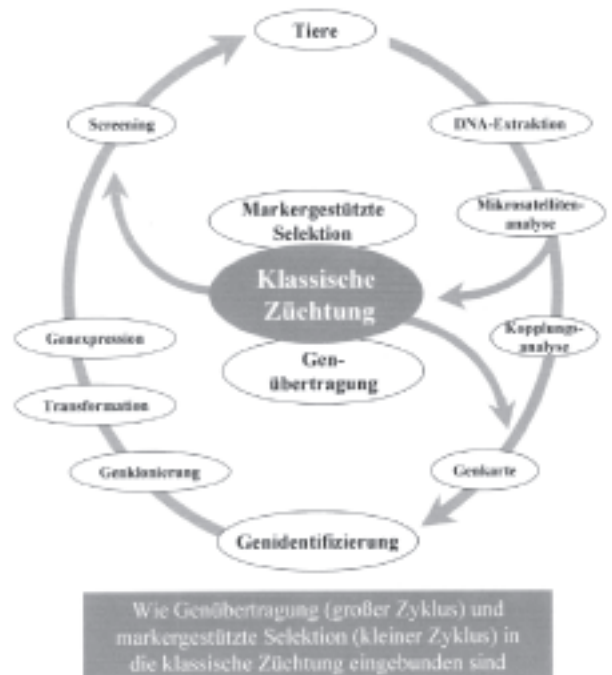 Tiere
Screening
DNA-Extraktion
Markergestützte
Selektion
Mikrosatelliten-
analyse
Klassische
Züchtung
Genexpression
Kopplungs-
analyse
Gen-
übertragung
Transformation
Genklonierung
Genkarte
Genidentifizierung
Wie Genübertragung (großer Zyklus) und
markergestützte Selektion (kleiner Zyklus) in
die klassische Züchtung eingebunden sind